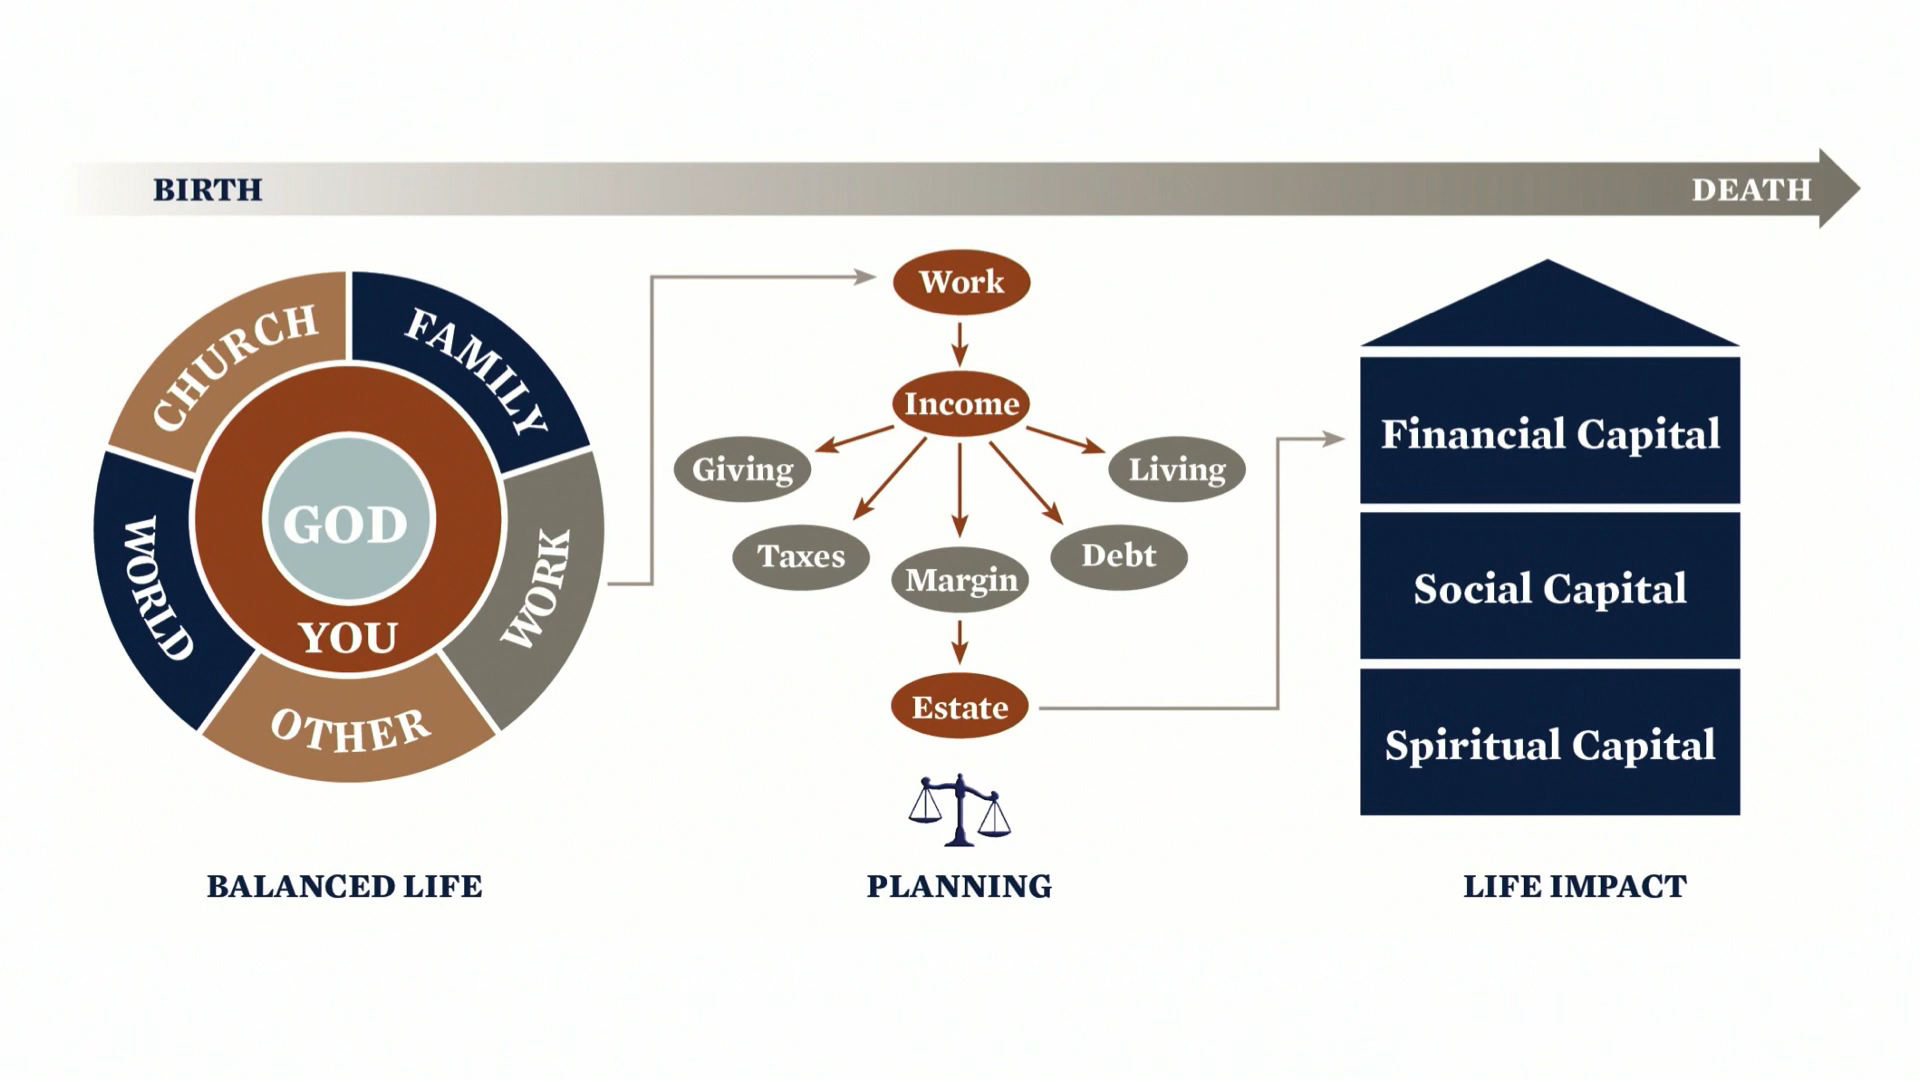 BIRTH
DEATH
CHURCH
FAMILY
WORLD
WORK
OTHER
GOD
YOU
Work
Income
Giving
Living
Taxes
Debt
Margin
Estate
Financial Capital
Social Capital
Spiritual Capital
BALANCED LIFE
PLANNING
LIFE IMPACT